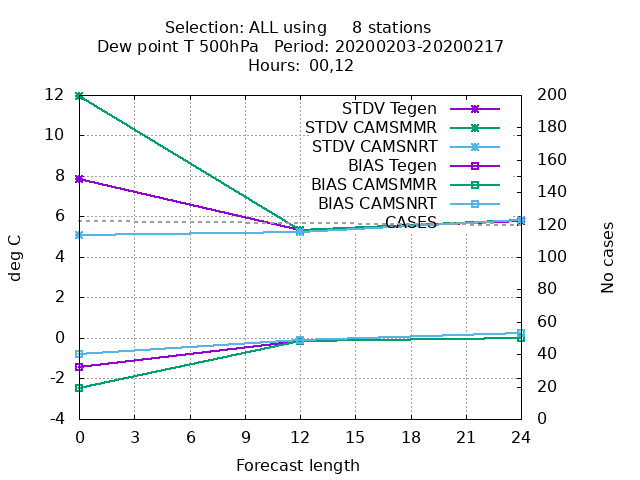 Selection: ALL using     8 stations
Dew point T 500hPa   Period: 20200203-20200217
Hours: 00,12
STDV Tegen
STDV CAMSMMR
STDV CAMSNRT
BIAS Tegen
BIAS CAMSMMR
BIAS CAMSNRT
CASES
12
10
8
6
4
2
0
-2
-4
deg C
200
180
160
140
120
100
80
60
40
20
0
No cases
0 3 6 9 12 15 18 21 24
Forecast length